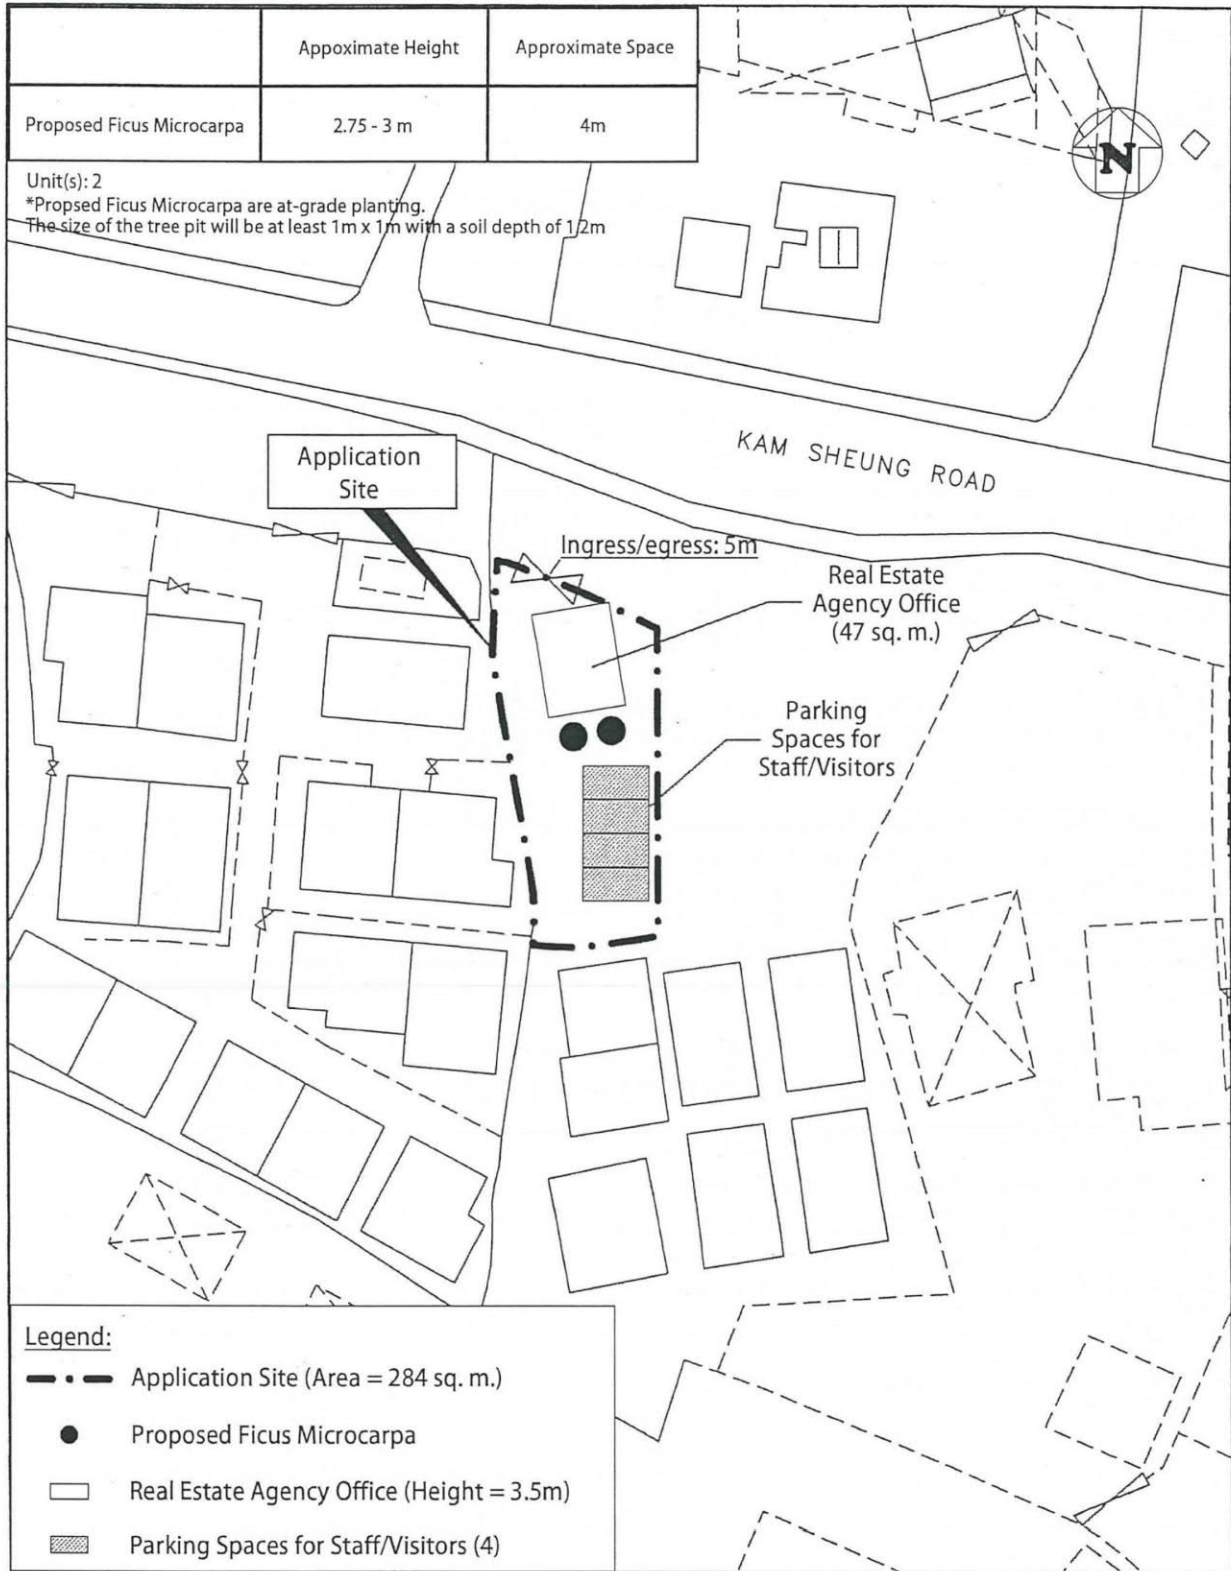 Appoximate Height
Approximate Space
Proposed Ficus Microcarpa
2.75 - 3 m
4m
Unit(s): 2
*Propsed Ficus Microcarpa are at-grade planting.
The size of the tree pit will be at least 1m x 1m with a soil depth of 1.2m
N
KAM SHEUNG ROAD
Application
Site
Ingress/egress: 5m
Real Estate
Agency Office
(47 sq. m.)
Parking
Spaces for
Staff/Visitors
Legend:
Application Site (Area = 284 sq. m.)
Proposed Ficus Microcarpa
Real Estate Agency Office (Height = 3.5m)
Parking Spaces for Staff/Visitors (4)